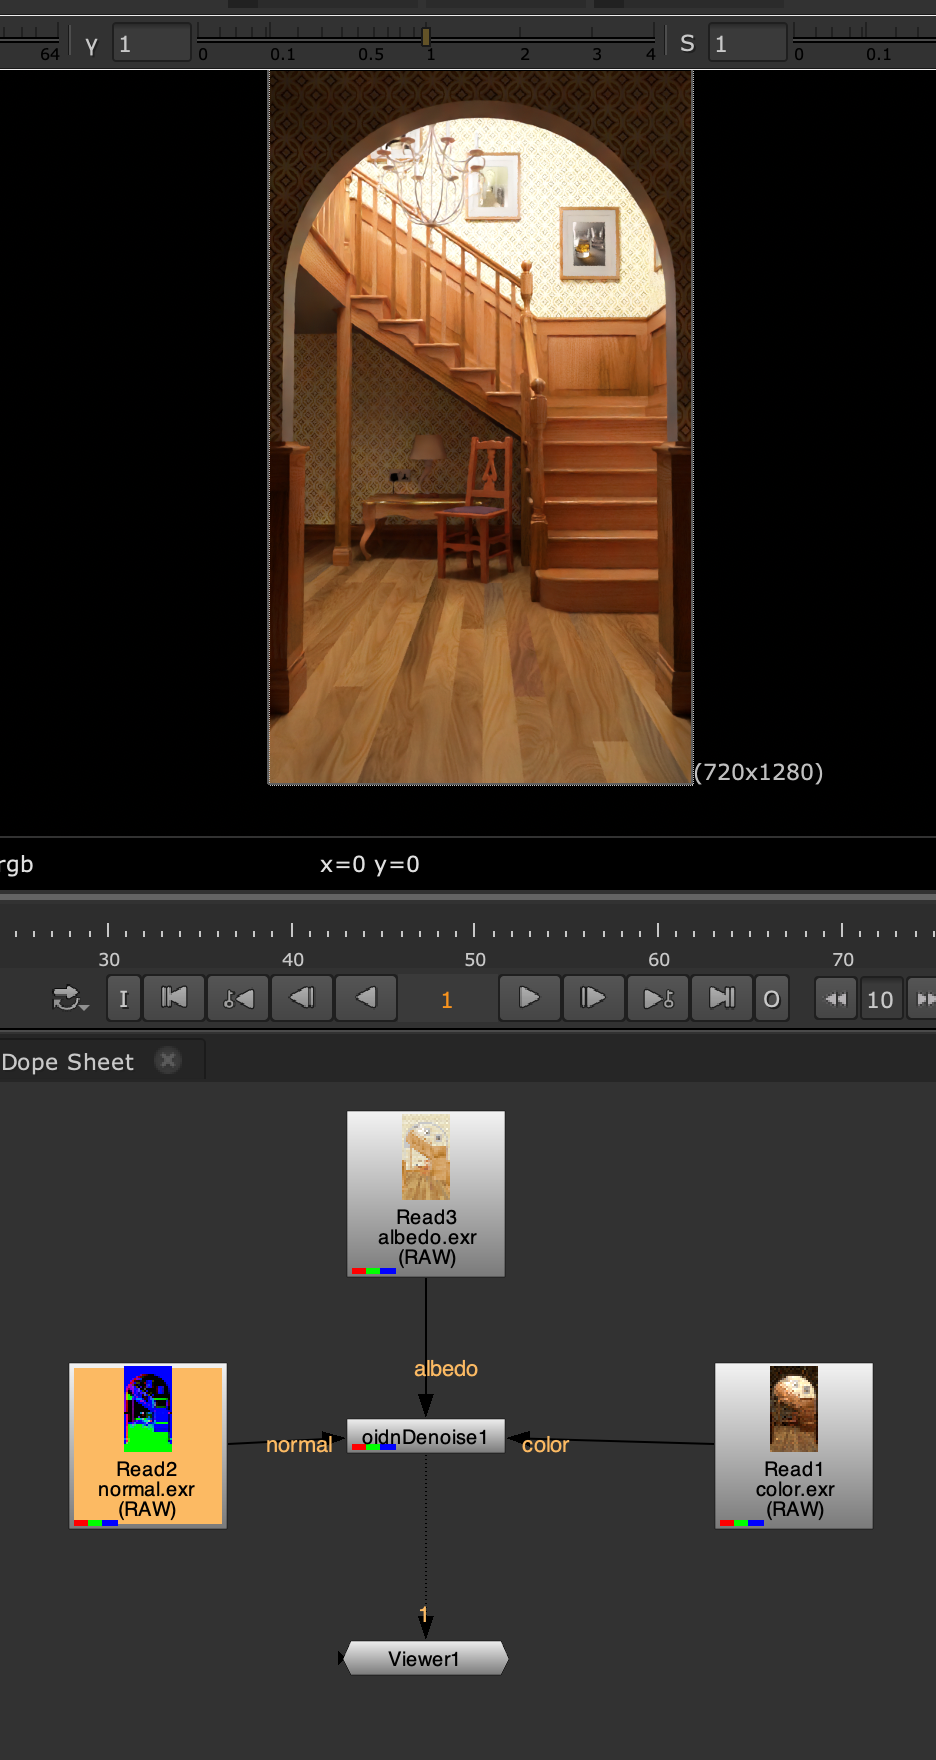 64 γ 1 0 0.1 0.5 1 2 3 4 S 1 0 0.1
(720x1280)
rgb x=0 y=0
30 40 50 60 70
I 1 O 10
Dope Sheet
Read3
albedo.exr
(RAW)
albedo
Read2
normal.exr
(RAW)
normal
oidnDenoise1
color
Read1
color.exr
(RAW)
1
Viewer1